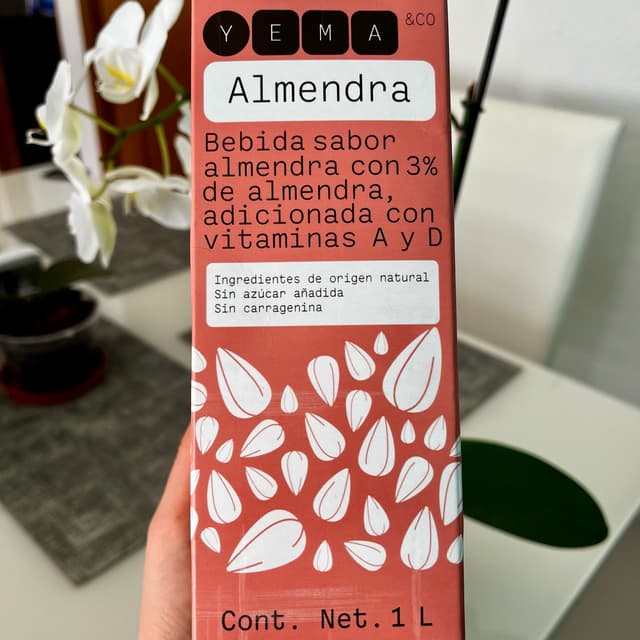 YEMA &CO
Almendra
Bebida sabor
almendra con 3%
de almendra,
adicionada con
vitaminas A y D
Ingredientes de origen natural
Sin azúcar añadida
Sin carragenina
Cont. Net. 1 L